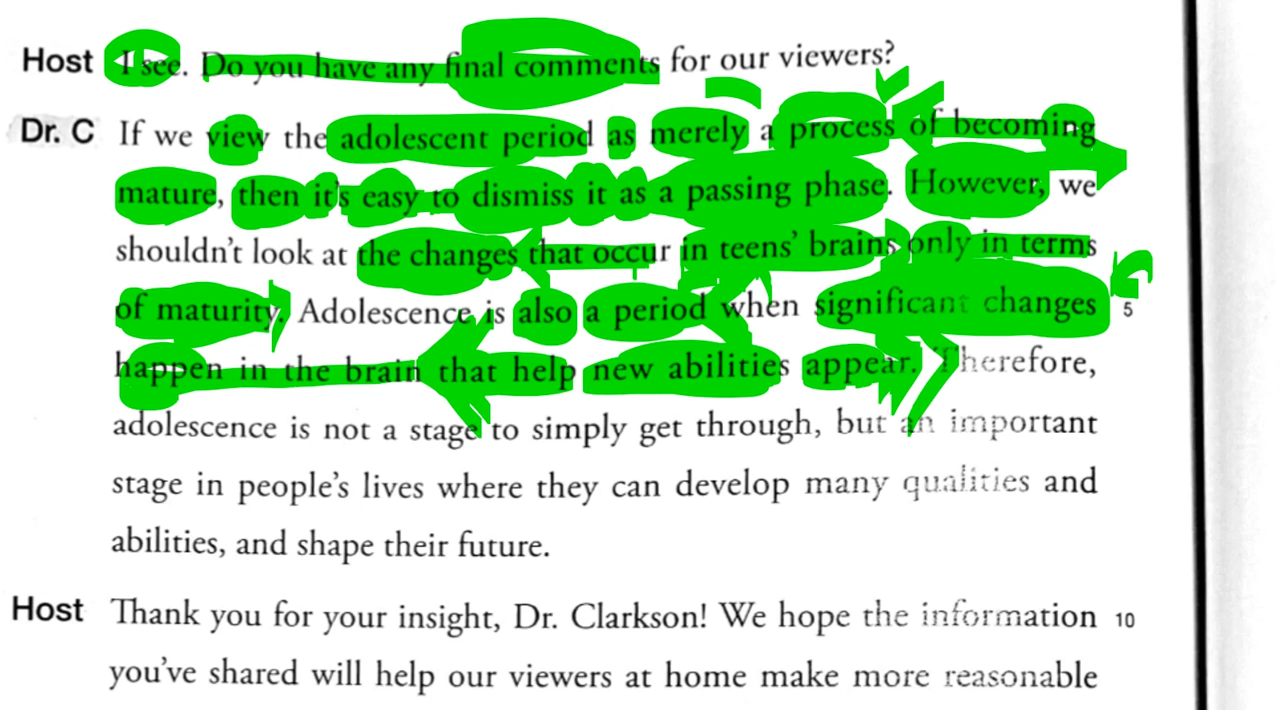 Host I see. Do you have any final comments for our viewers?
Dr. C If we view the adolescent period as merely a process of becoming
mature, then it's easy to dismiss it as a passing phase. However, we
shouldn't look at the changes that occur in teens' brains only in terms
of maturity. Adolescence is also a period when significant changes 5
happen in the brain that help new abilities appear. Therefore,
adolescence is not a stage to simply get through, but an important
stage in people's lives where they can develop many qualities and
abilities, and shape their future.
Host Thank you for your insight, Dr. Clarkson! We hope the information 10
you've shared will help our viewers at home make more reasonable